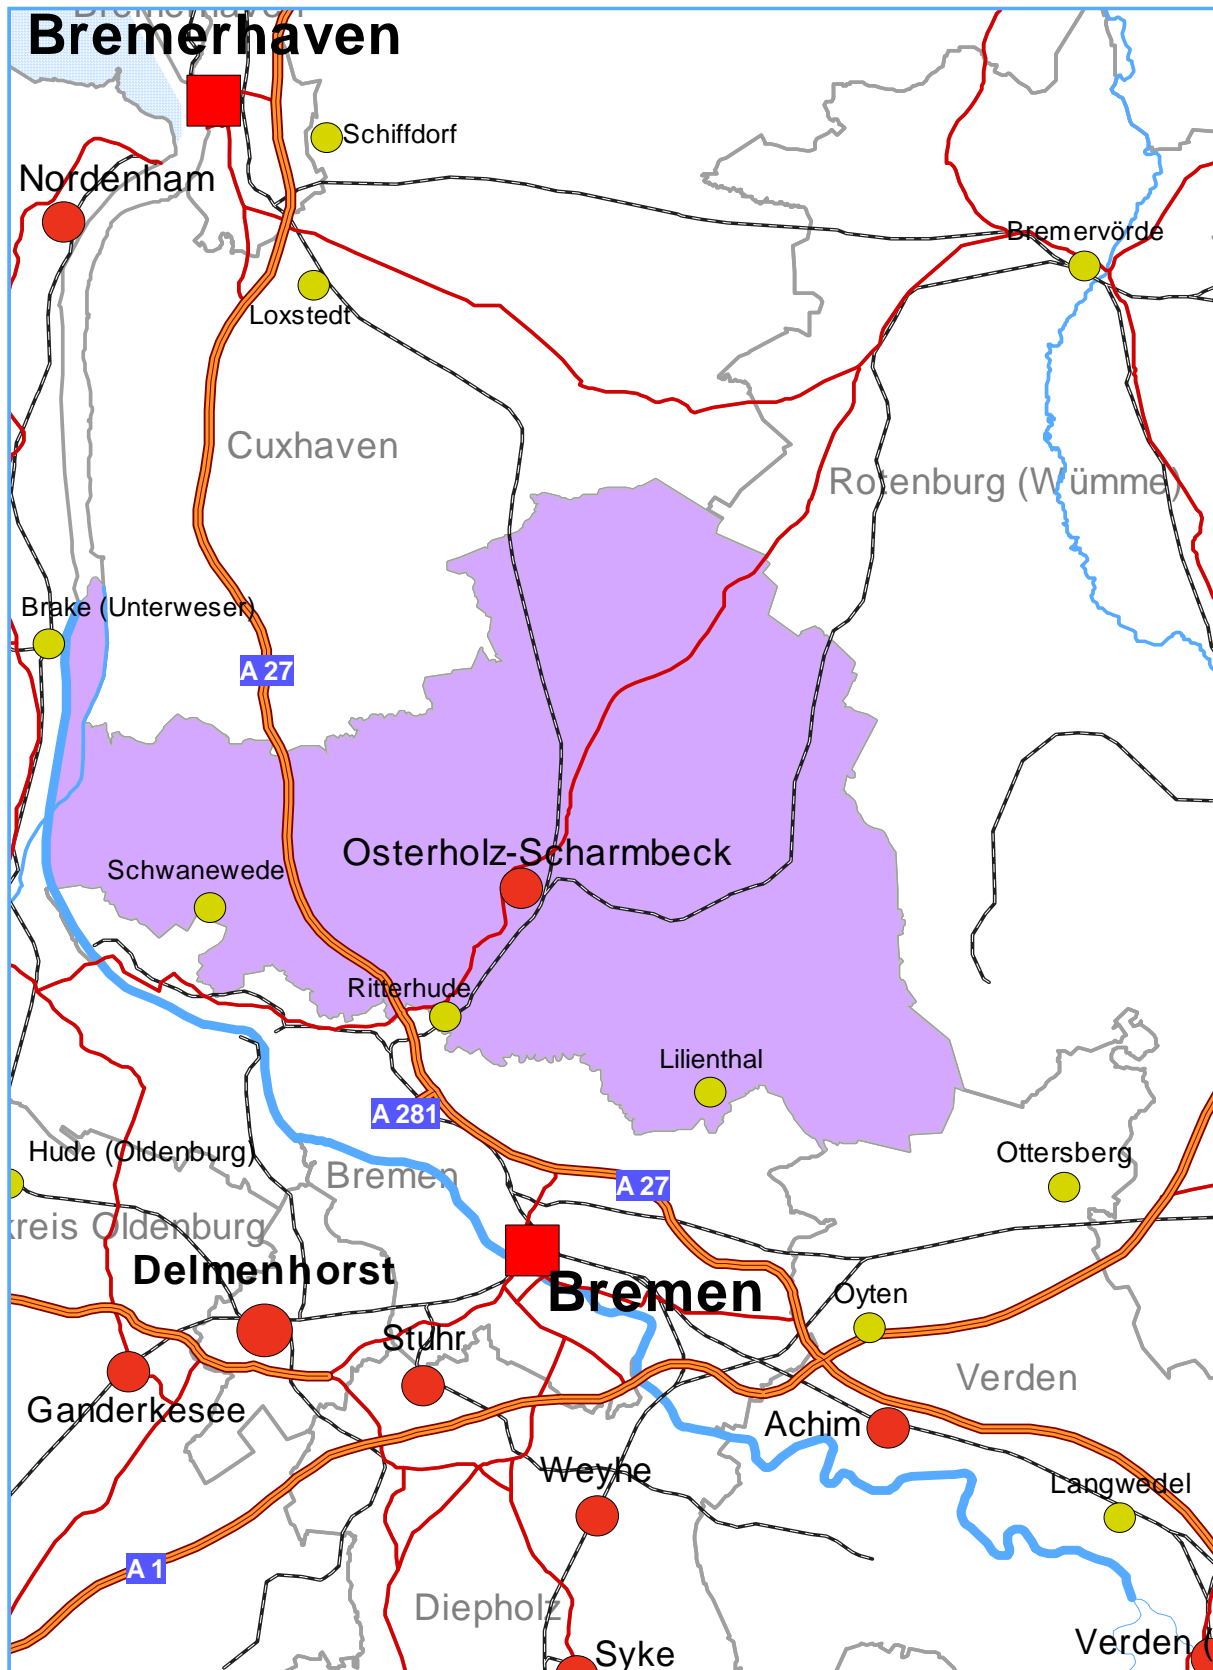 Bremerhaven
Bremerhaven
Schiffdorf
Nordenham
Bremervörde
Loxstedt
Cuxhaven
Rotenburg (Wümme)
Brake (Unterweser)
A 27
Osterholz-Scharmbeck
Schwanewede
Ritterhude
Lilienthal
A 281
Hude (Oldenburg)
Bremen
Ottersberg
A 27
kreis Oldenburg
Delmenhorst
Bremen
Oyten
Stuhr
Verden
Ganderkesee
Achim
Weyhe
Langwedel
A 1
Diepholz
Syke
Verden (